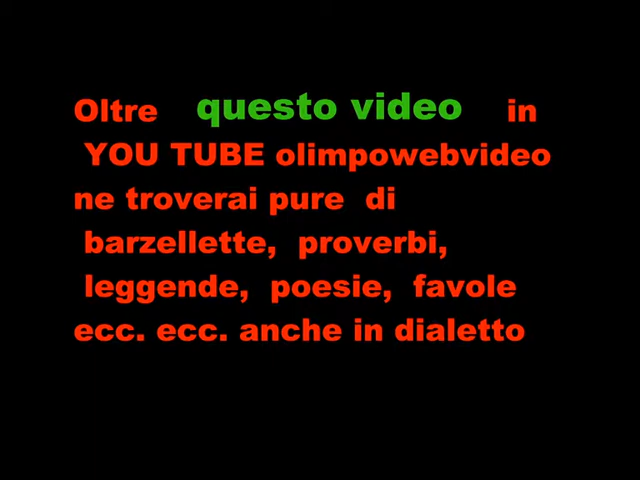 Oltre questo video in
YOU TUBE olimpowebvideo
ne troverai pure di
barzellette, proverbi,
leggende, poesie, favole
ecc. ecc. anche in dialetto